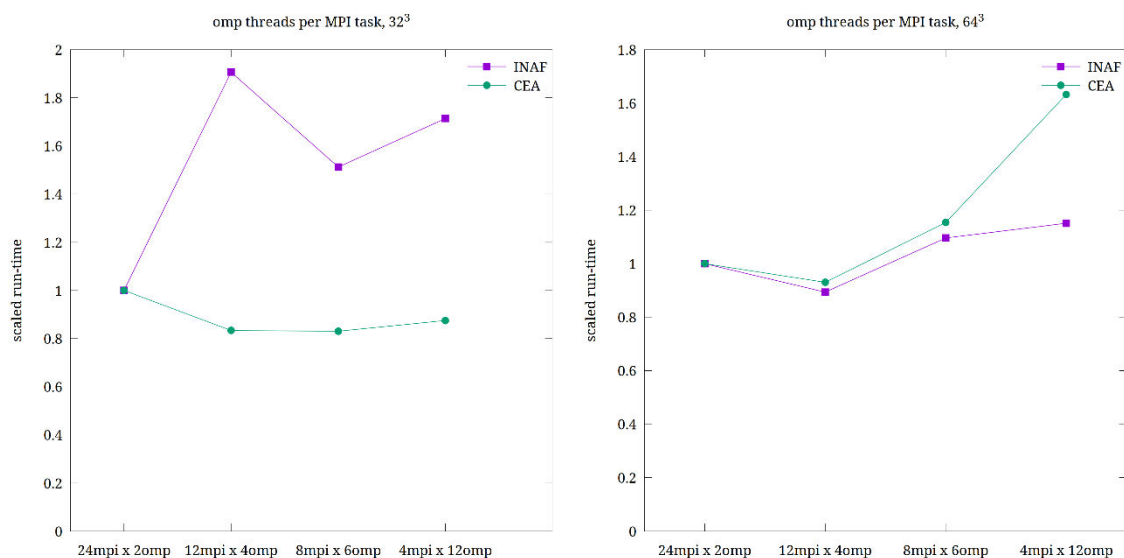 omp threads per MPI task, 32³
2
1.8
1.6
1.4
1.2
1
0.8
0.6
0.4
0.2
0
scaled run-time
INAF
CEA
24mpi x 2omp 12mpi x 4omp 8mpi x 6omp 4mpi x 12omp
omp threads per MPI task, 64³
1.8
1.6
1.4
1.2
1
0.8
0.6
0.4
0.2
0
scaled run-time
INAF
CEA
24mpi x 2omp 12mpi x 4omp 8mpi x 6omp 4mpi x 12omp